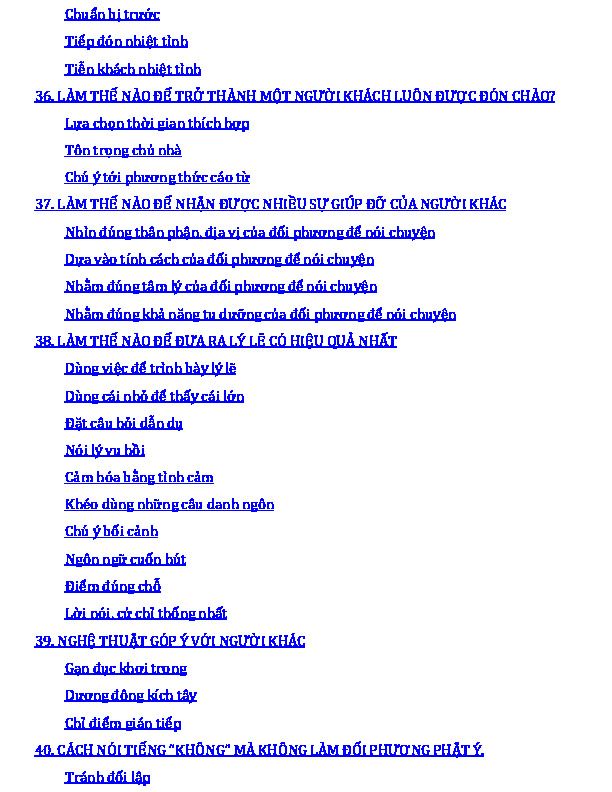 Chuẩn bị trước
Tiếp đón nhiệt tình
Tiễn khách nhiệt tình
36. LÀM THẾ NÀO ĐỂ TRỞ THÀNH MỘT NGƯỜI KHÁCH LUÔN ĐƯỢC ĐÓN CHÀO?
Lựa chọn thời gian thích hợp
Tôn trọng chủ nhà
Chú ý tới phương thức cáo từ
37. LÀM THẾ NÀO ĐỂ NHẬN ĐƯỢC NHIỀU SỰ GIÚP ĐỠ CỦA NGƯỜI KHÁC
Nhìn đúng thân phận, địa vị của đối phương để nói chuyện
Dựa vào tính cách của đối phương để nói chuyện
Nhằm đúng tâm lý của đối phương để nói chuyện
Nhằm đúng khả năng tu dưỡng của đối phương để nói chuyện
38. LÀM THẾ NÀO ĐỂ ĐƯA RA LÝ LẼ CÓ HIỆU QUẢ NHẤT
Dùng việc để trình bày lý lẽ
Dùng cái nhỏ để thấy cái lớn
Đặt câu hỏi dẫn dụ
Nói lý vu hồi
Cảm hóa bằng tình cảm
Khéo dùng những câu danh ngôn
Chú ý bối cảnh
Ngôn ngữ cuốn hút
Điểm đúng chỗ
Lời nói, cử chỉ thống nhất
39. NGHỆ THUẬT GÓP Ý VỚI NGƯỜI KHÁC
Gạn đục khơi trong
Dương đông kích tây
Chỉ điểm gián tiếp
40. CÁCH NÓI TIẾNG “KHÔNG” MÀ KHÔNG LÀM ĐỐI PHƯƠNG PHẬT Ý.
Tránh đối lập